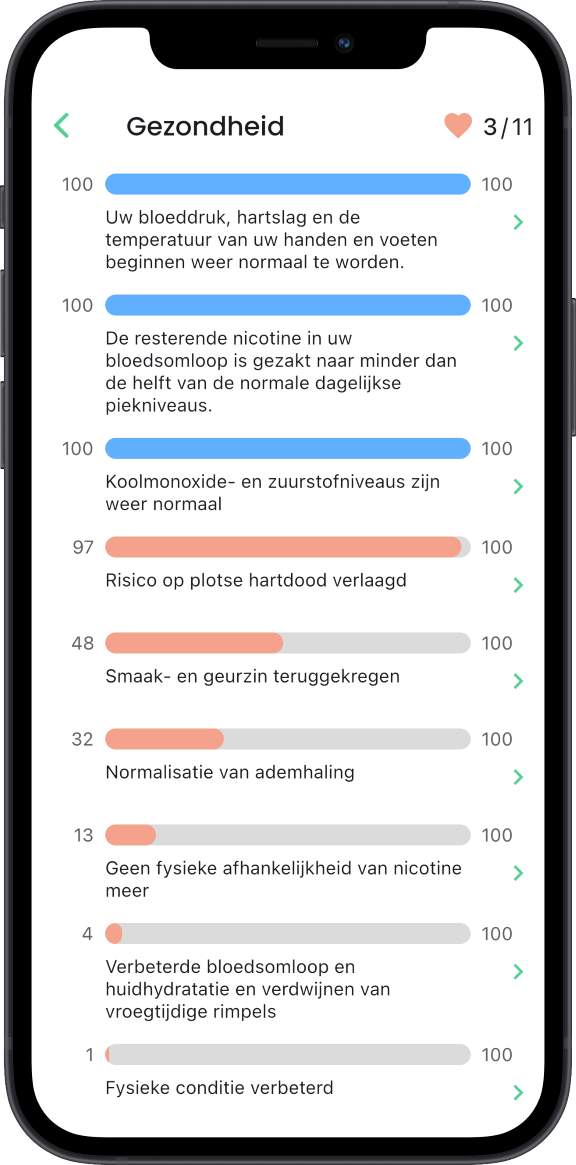 Gezondheid
3/11
100 100
Uw bloeddruk, hartslag en de
temperatuur van uw handen en voeten
beginnen weer normaal te worden.
100 100
De resterende nicotine in uw
bloedsomloop is gezakt naar minder dan
de helft van de normale dagelijkse
piekniveaus.
100 100
Koolmonoxide- en zuurstofniveaus zijn
weer normaal
97 100
Risico op plotse hartdood verlaagd
48 100
Smaak- en geurzin teruggekregen
32 100
Normalisatie van ademhaling
13 100
Geen fysieke afhankelijkheid van nicotine
meer
4 100
Verbeterde bloedsomloop en
huidhydratatie en verdwijnen van
vroegtijdige rimpels
1 100
Fysieke conditie verbeterd